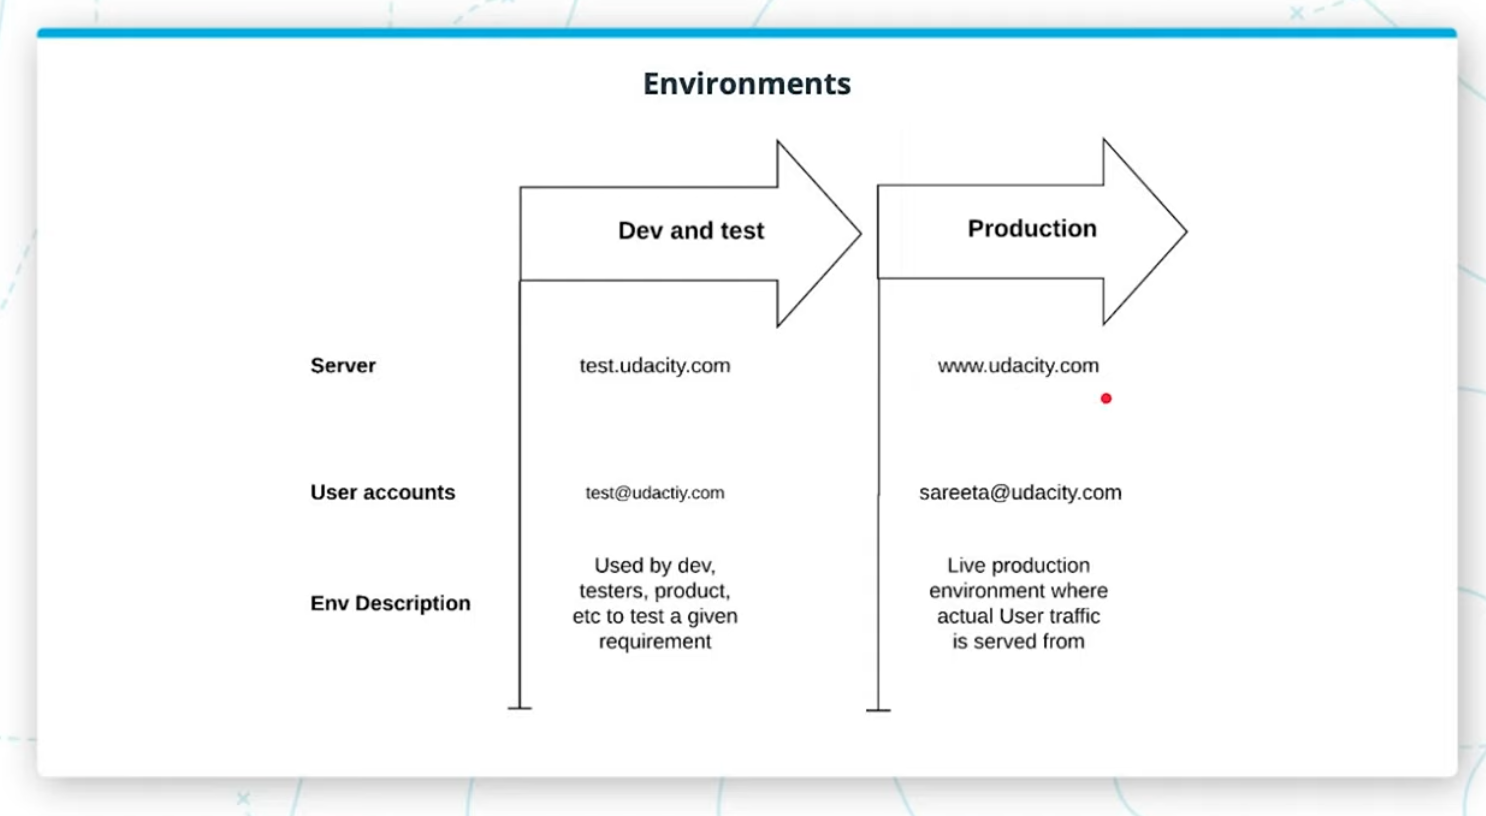 Environments
Dev and test
Production
Server
test.udacity.com
www.udacity.com
User accounts
test@udactiy.com
sareeta@udacity.com
Env Description
Used by dev,
testers, product,
etc to test a given
requirement
Live production
environment where
actual User traffic
is served from